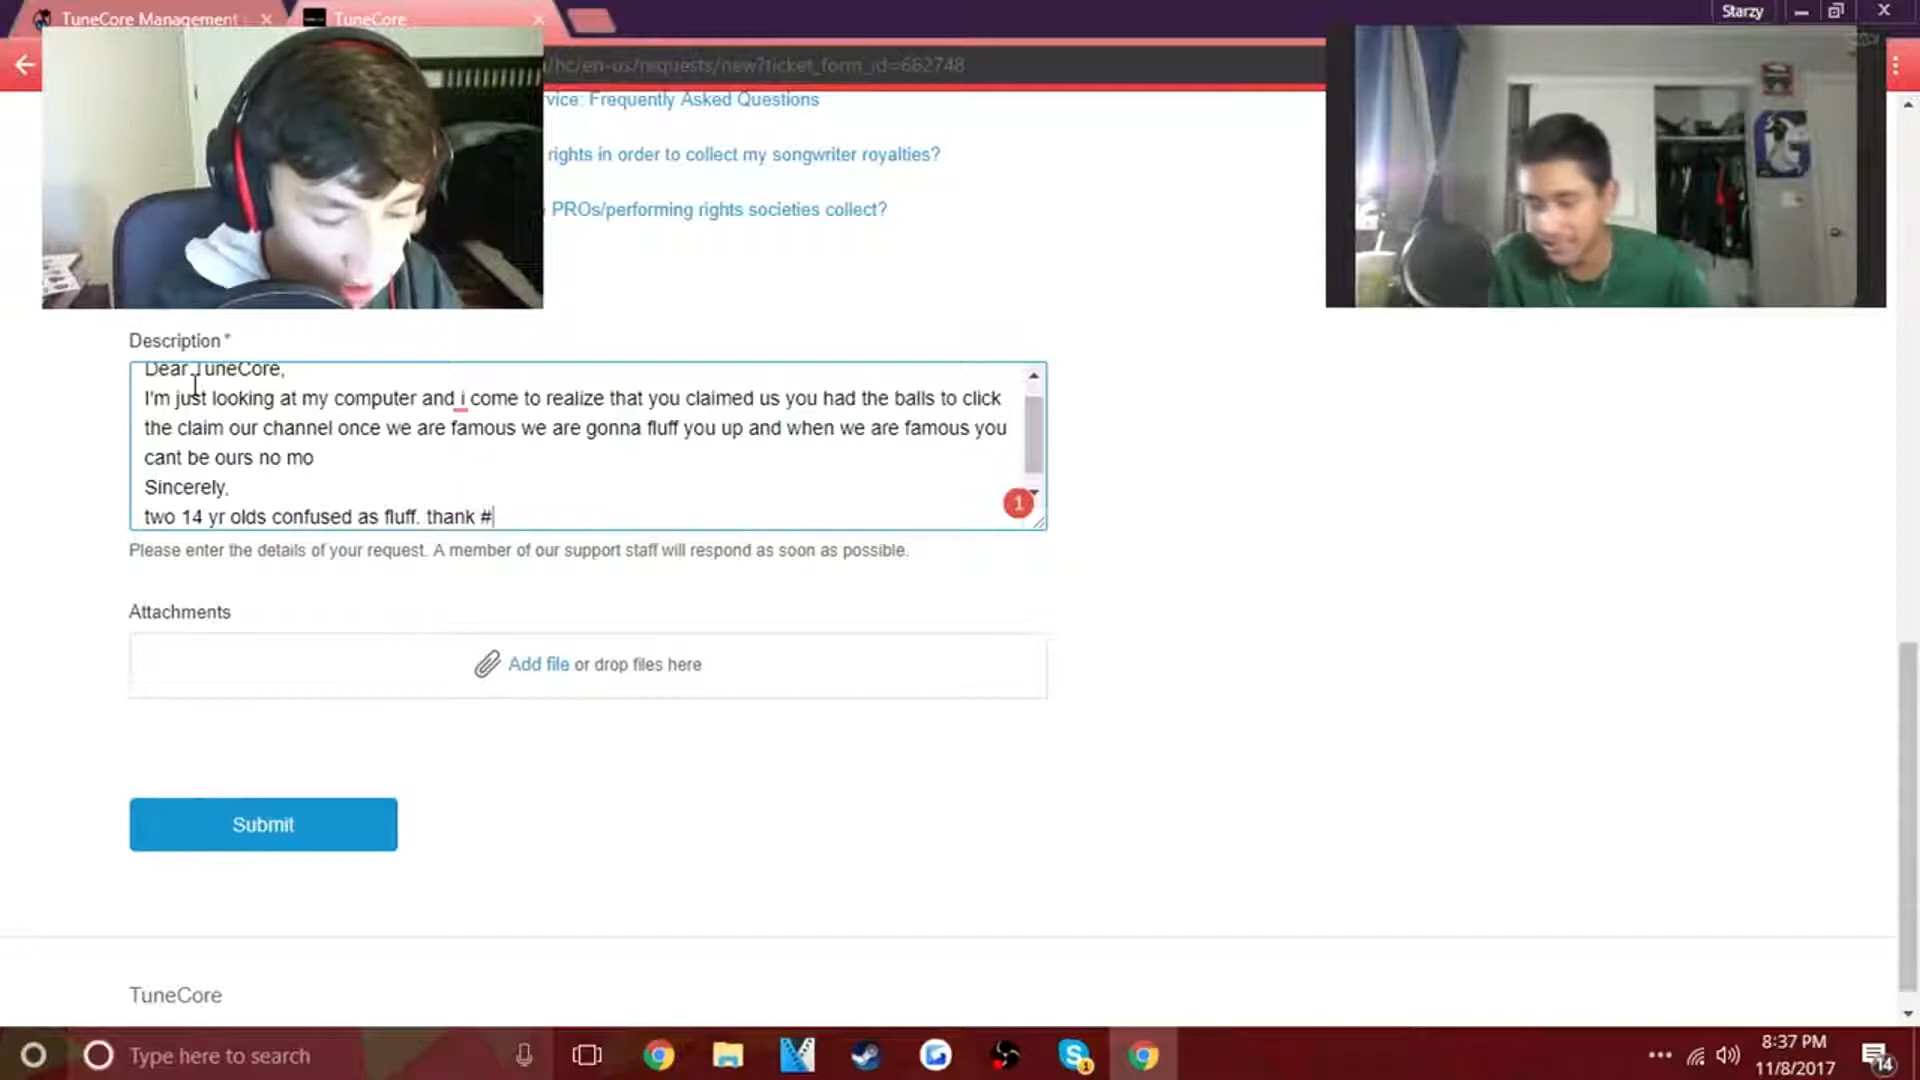 TuneCore Management
TuneCore
Starzy
/hc/en-us/requests/new?ticket_form_id=662748
vice: Frequently Asked Questions
rights in order to collect my songwriter royalties?
PROs/performing rights societies collect?
Description *
Dear TuneCore,
I'm just looking at my computer and i come to realize that you claimed us you had the balls to click
the claim our channel once we are famous we are gonna fluff you up and when we are famous you
cant be ours no mo
Sincerely,
two 14 yr olds confused as fluff. thank #
1
Please enter the details of your request. A member of our support staff will respond as soon as possible.
Attachments
Add file or drop files here
Submit
TuneCore
Type here to search
1
8:37 PM
11/8/2017
14